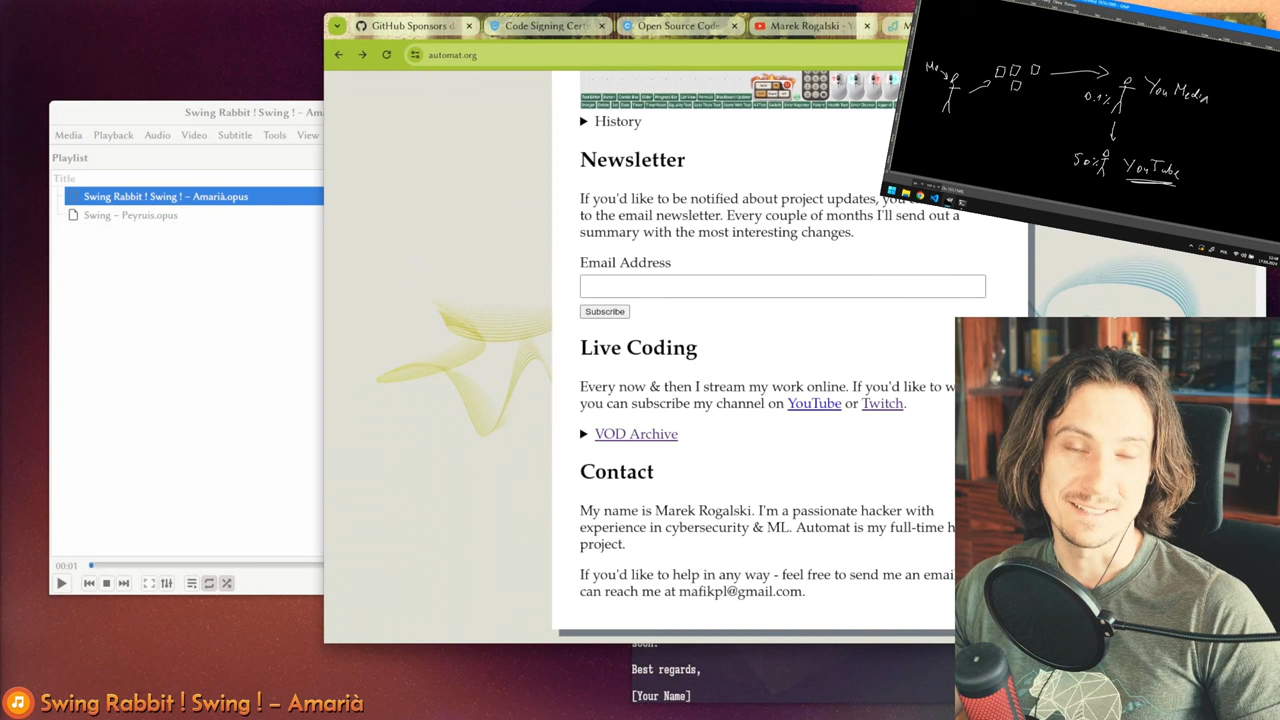 GitHub Sponsors d
Code Signing Cert
Open Source Code
Marek Rogalski - Y
automat.org
Swing Rabbit ! Swing ! – Amari
Media Playback Audio Video Subtitle Tools View
Playlist
Title
Swing Rabbit ! Swing ! – Amarià.opus
Swing – Peyruis.opus
00:01
History
Newsletter
If you'd like to be notified about project updates, you
to the email newsletter. Every couple of months I'll send out a
summary with the most interesting changes.
Email Address
Subscribe
Live Coding
Every now & then I stream my work online. If you'd like to w
you can subscribe my channel on YouTube or Twitch.
VOD Archive
Contact
My name is Marek Rogalski. I'm a passionate hacker with
experience in cybersecurity & ML. Automat is my full-time h
project.
If you'd like to help in any way - feel free to send me an emai
can reach me at mafikpl@gmail.com.
soon.
Best regards,
[Your Name]
You Media
50%
YouTube
Swing Rabbit ! Swing ! – Amarià